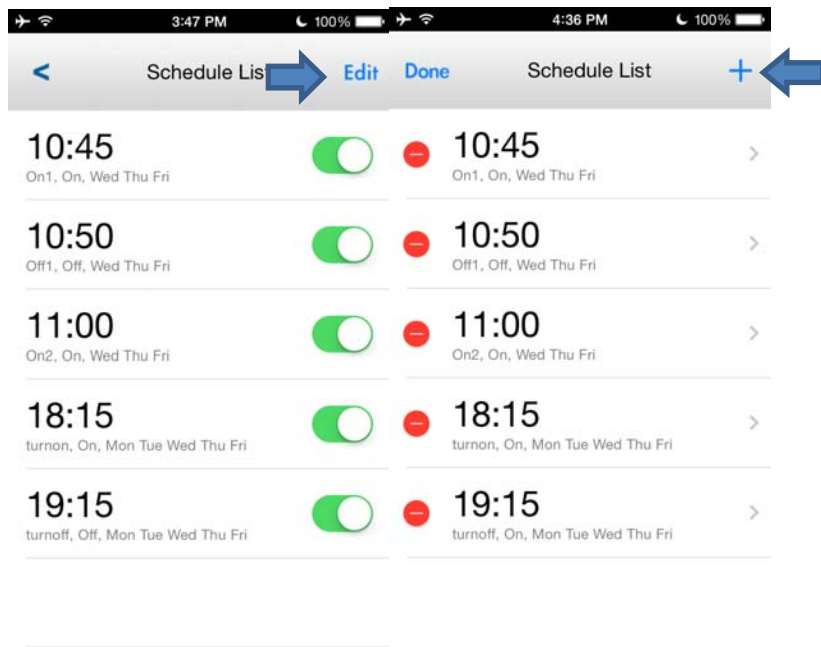 3:47 PM 100%
< Schedule Lis Edit
10:45
On1, On, Wed Thu Fri
10:50
Off1, Off, Wed Thu Fri
11:00
On2, On, Wed Thu Fri
18:15
turnon, On, Mon Tue Wed Thu Fri
19:15
turnoff, Off, Mon Tue Wed Thu Fri
4:36 PM 100%
Done Schedule List +
10:45
On1, On, Wed Thu Fri
10:50
Off1, Off, Wed Thu Fri
11:00
On2, On, Wed Thu Fri
18:15
turnon, On, Mon Tue Wed Thu Fri
19:15
turnoff, On, Mon Tue Wed Thu Fri